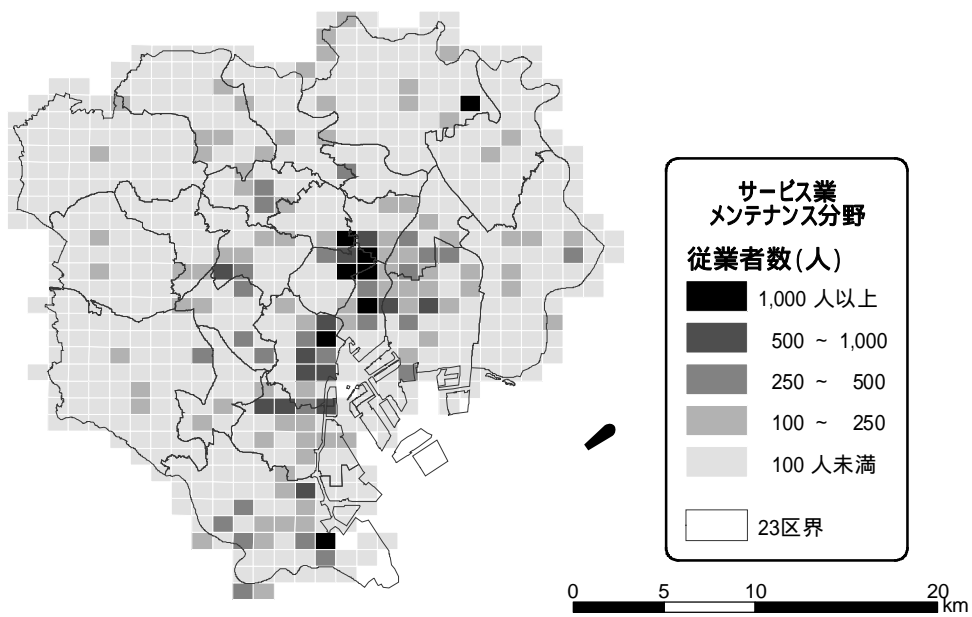 サービス業
メンテナンス分野
従業者数(人)
1,000 人以上
500 ~ 1,000
250 ~ 500
100 ~ 250
100 人未満
23区界
0 5 10 20
km